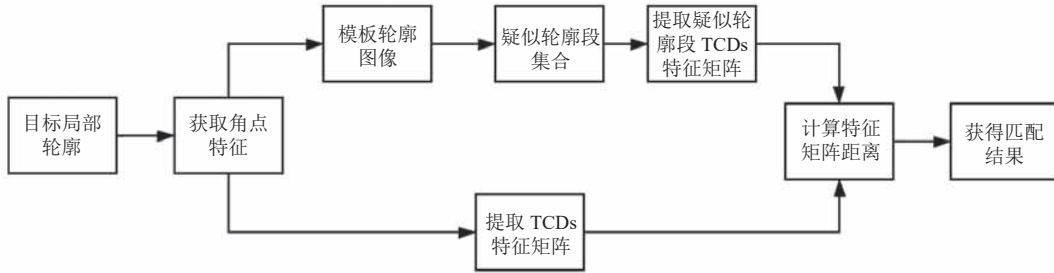 模板轮廓
图像
疑似轮廓段
集合
提取疑似轮
廓段 TCDs
特征矩阵
目标局部
轮廓
获取角点
特征
计算特征
矩阵距离
获得匹配
结果
提取 TCDs
特征矩阵